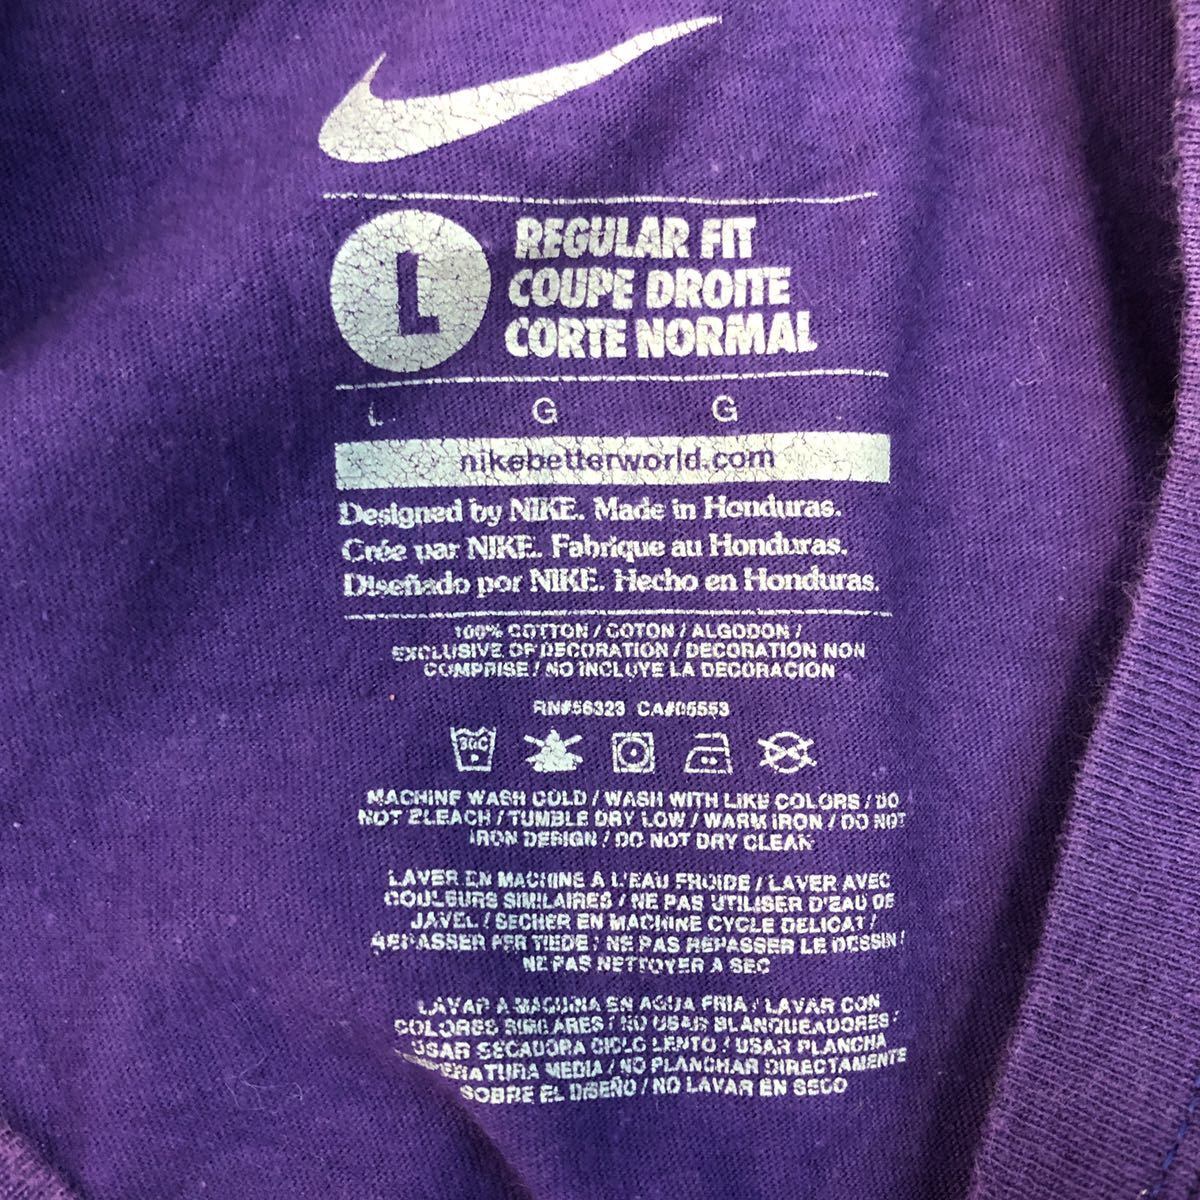 L
REGULAR FIT
COUPE DROITE
CORTE NORMAL
L G G
nikebetterworld.com
Designed by NIKE. Made in Honduras.
Crée par NIKE. Fabrique au Honduras.
Diseñado por NIKE. Hecho en Honduras.
100% COTTON / COTON / ALGODON /
EXCLUSIVE OF DECORATION / DECORATION NON
COMPRISE / NO INCLUYE LA DECORACION
RN#56323 CA#05553
30C
MACHINE WASH COLD / WASH WITH LIKE COLORS / DO
NOT BLEACH / TUMBLE DRY LOW / WARM IRON / DO NOT
IRON DESIGN / DO NOT DRY CLEAN
LAVER EN MACHINE À L'EAU FROIDE / LAVER AVEC
COULEURS SIMILAIRES / NE PAS UTILISER D'EAU DE
JAVEL / SECHER EN MACHINE CYCLE DELICAT /
REPASSER FER TIEDE / NE PAS REPASSER LE DESSIN /
NE PAS NETTOYER A SEC
LAVAR A MAQUINA EN AGUA FRIA / LAVAR CON
COLORES SIMILARES / NO USAR BLANQUEADORES /
USAR SECADORA CICLO LENTO / USAR PLANCHA
TEMPERATURA MEDIA / NO PLANCHAR DIRECTAMENTE
SOBRE EL DISEÑO / NO LAVAR EN SECO